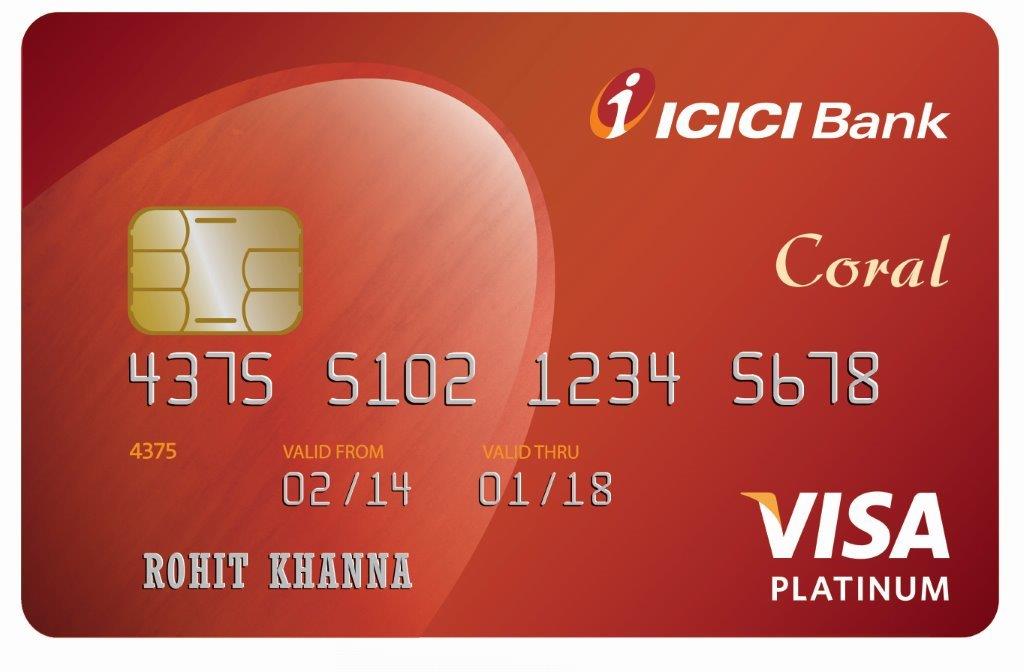 ICICI Bank
Coral
4375 5102 1234 5678
4375 VALID FROM VALID THRU
02/14 01/18
ROHIT KHANNA
VISA
PLATINUM